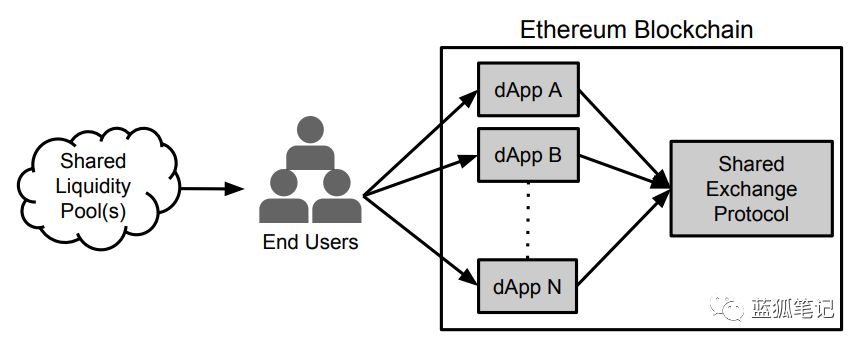 Ethereum Blockchain
Shared
Liquidity
Pool(s)
End Users
dApp A
dApp B
dApp N
Shared
Exchange
Protocol
蓝狐笔记